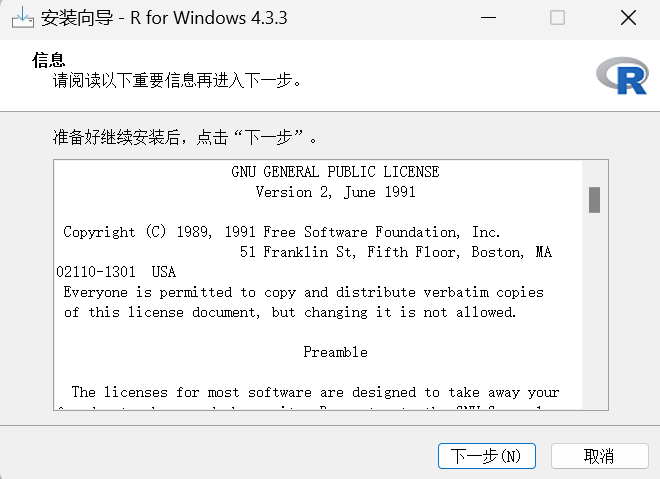 安装向导 - R for Windows 4.3.3
信息
请阅读以下重要信息再进入下一步。
R
准备好继续安装后，点击“下一步”。
GNU GENERAL PUBLIC LICENSE
Version 2, June 1991
Copyright (C) 1989, 1991 Free Software Foundation, Inc.
51 Franklin St, Fifth Floor, Boston, MA
02110-1301  USA
Everyone is permitted to copy and distribute verbatim copies
of this license document, but changing it is not allowed.
Preamble
The licenses for most software are designed to take away your
下一步(N)
取消